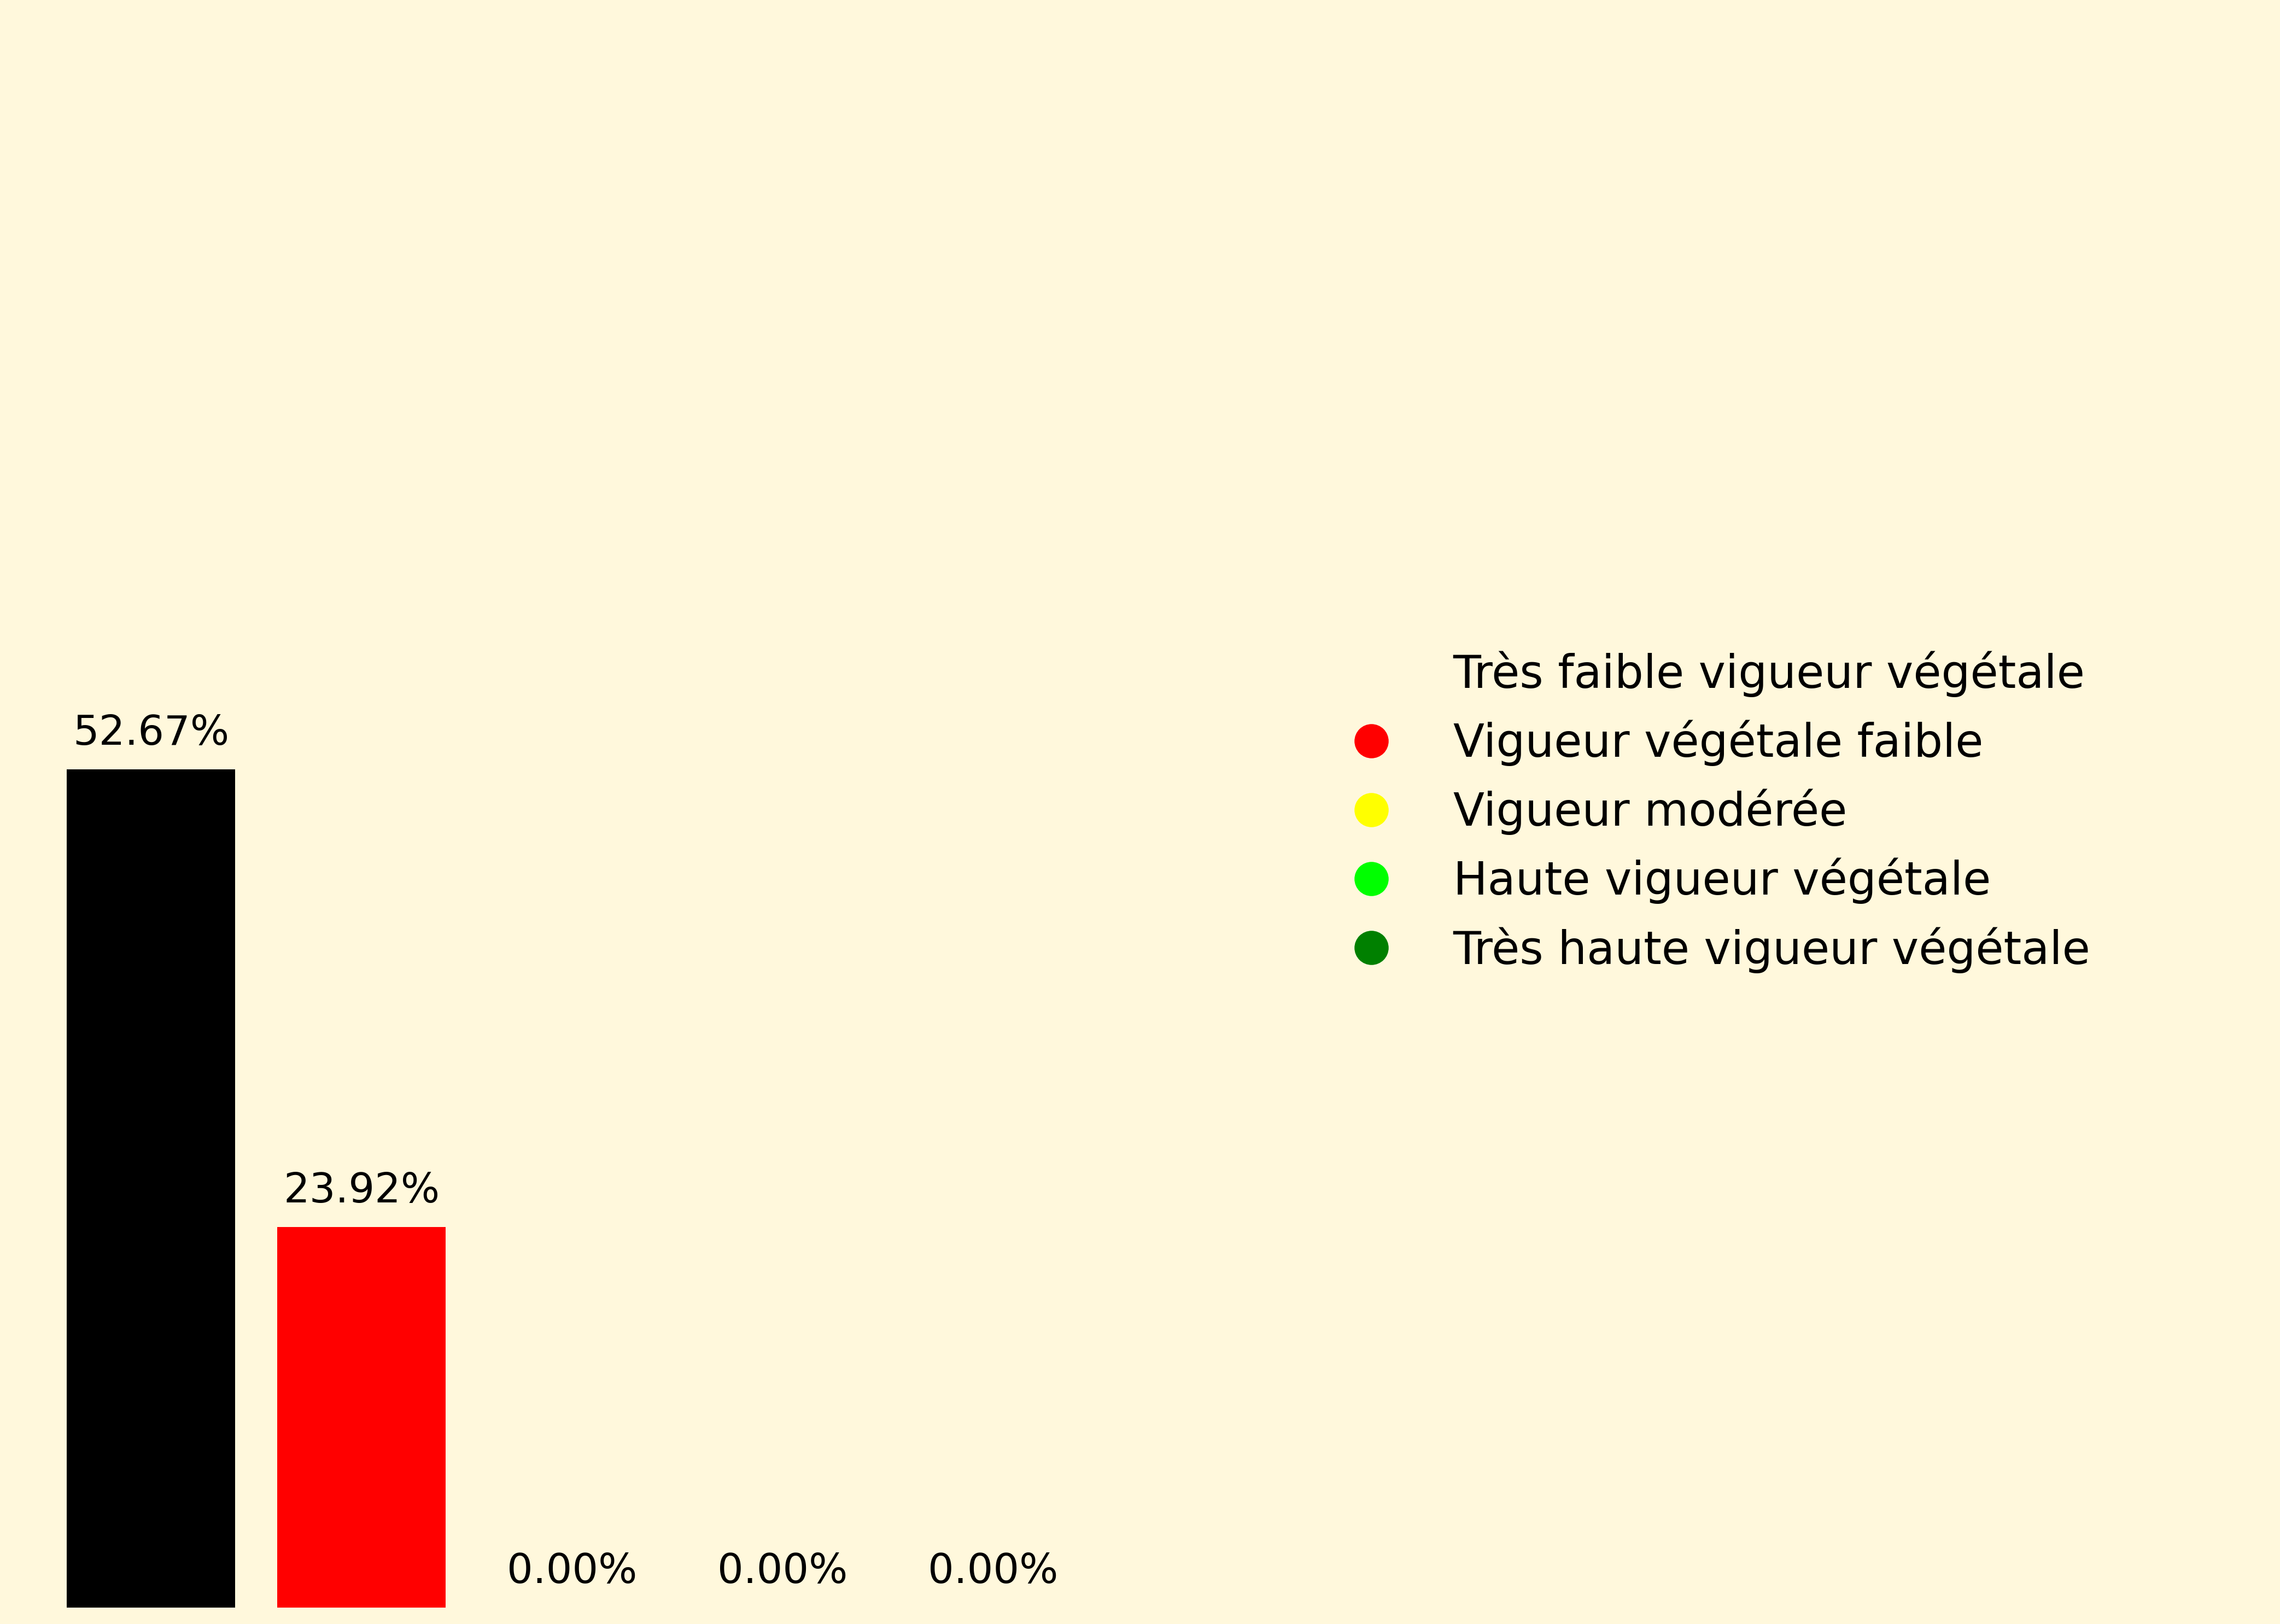 52.67%
23.92%
0.00%
0.00%
0.00%
Très faible vigueur végétale
Vigueur végétale faible
Vigueur modérée
Haute vigueur végétale
Très haute vigueur végétale